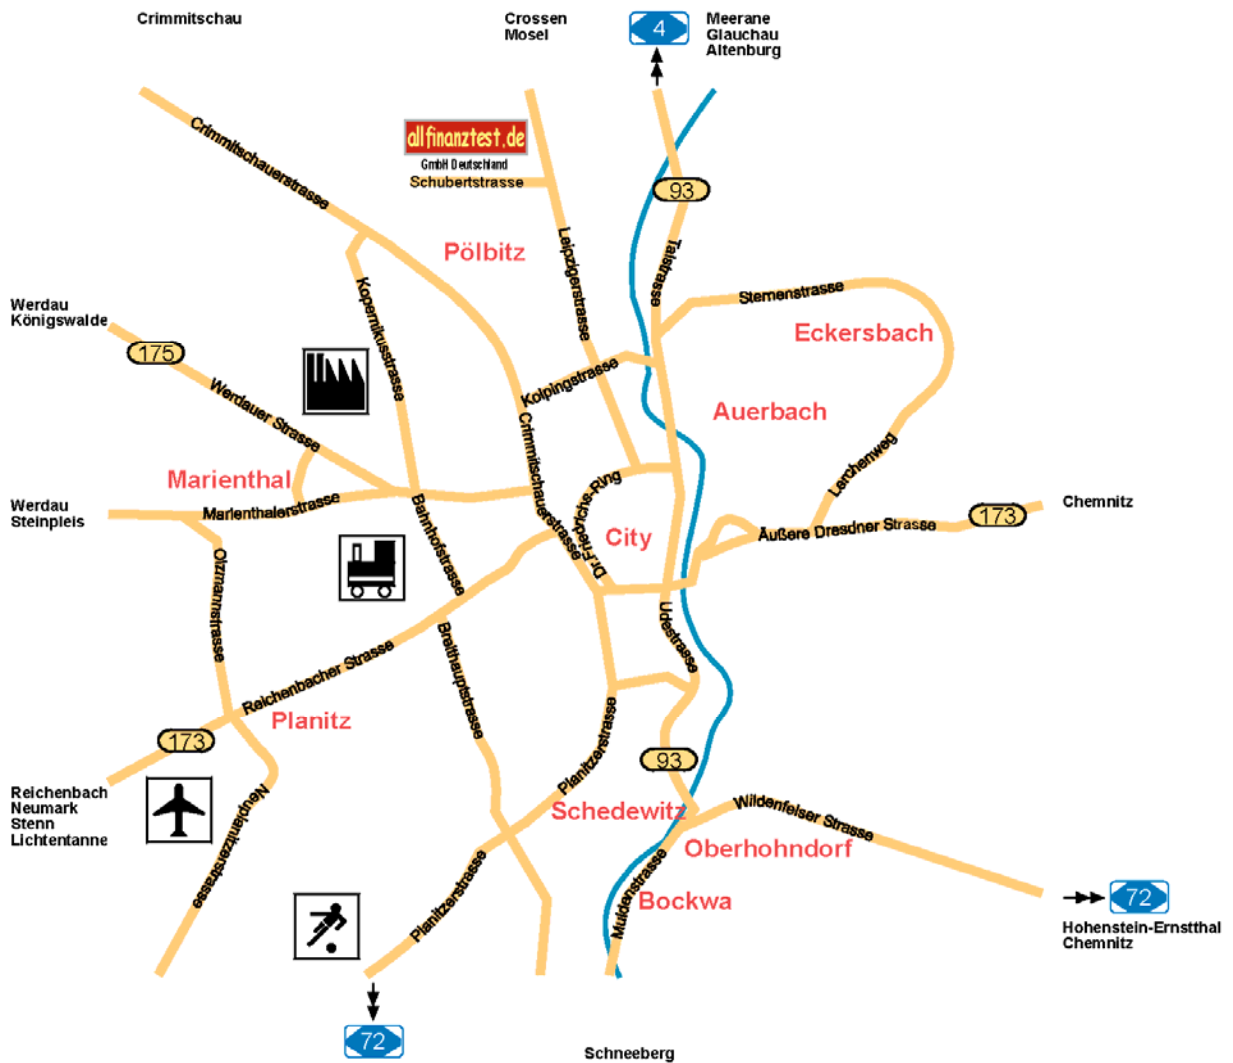 Crimmitschau
Crossen
Mosel
4
Meerane
Glauchau
Altenburg
allfinanztest.de
GmbH Deutschland
Schubertstrasse
Crimmitschauerstrasse
93
Pölbitz
Leipzigerstrasse
Talstrasse
Kopernikusstrasse
Sternenstrasse
Werdau
Königswalde
175
Eckersbach
Kolpingstrasse
Werdauer Strasse
Auerbach
Crimmitschauerstrasse
Marienthal
Lerchenweg
Werdau
Steinpleis
Marienthalerstrasse
Dr.Friedrichs-Ring
Bahnhofstrasse
City
Äußere Dresdner Strasse
173
Chemnitz
Olzmannstrasse
Uldestrasse
Breithauptstrasse
Reichenbacher Strasse
Planitz
173
Planitzerstrasse
93
Reichenbach
Neumark
Stenn
Lichtentanne
Neuplanitzerstrasse
Schedewitz
Wildenfelser Strasse
Oberhohndorf
Planitzerstrasse
Muldenstrasse
Bockwa
72
Hohenstein-Ernstthal
Chemnitz
72
Schneeberg